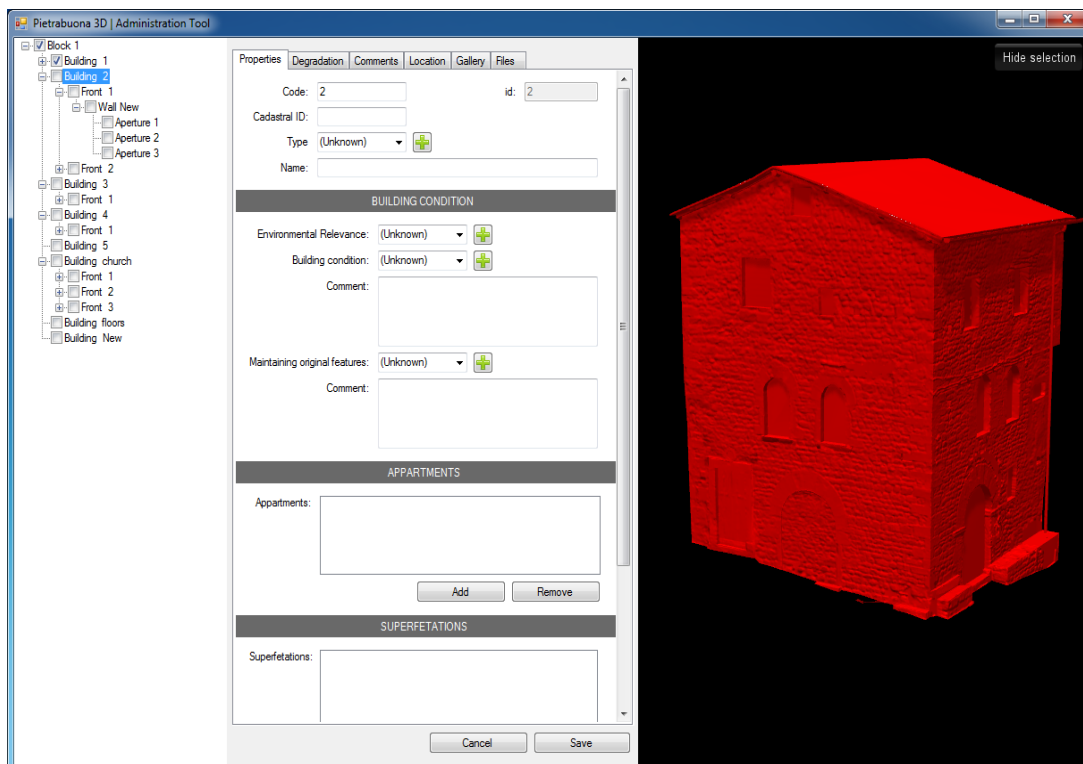 Pietrabuona 3D | Administration Tool
Block 1
Building 1
Building 2
Front 1
Wall New
Aperture 1
Aperture 2
Aperture 3
Front 2
Building 3
Front 1
Building 4
Front 1
Building 5
Building church
Front 1
Front 2
Front 3
Building floors
Building New
Properties Degradation Comments Location Gallery Files
Code: 2 id: 2
Cadastral ID:
Type (Unknown)
Name:
BUILDING CONDITION
Environmental Relevance: (Unknown)
Building condition: (Unknown)
Comment:
Maintaining original features: (Unknown)
Comment:
APPARTMENTS
Appartments:
Add Remove
SUPERFETATIONS
Superfetations:
Cancel Save
Hide selection